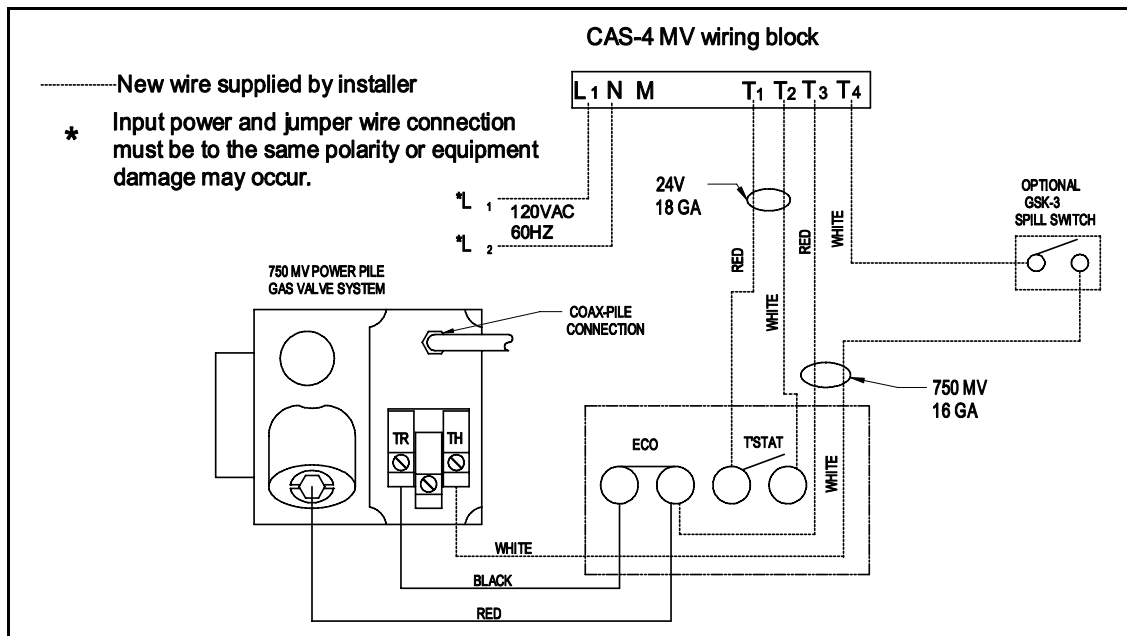 CAS-4 MV wiring block
New wire supplied by installer
* Input power and jumper wire connection
must be to the same polarity or equipment
damage may occur.
L1 N M T1 T2 T3 T4
*L 1
120VAC
60HZ
*L 2
24V
18 GA
RED
WHITE
RED
WHITE
OPTIONAL
GSK-3
SPILL SWITCH
750 MV POWER PILE
GAS VALVE SYSTEM
COAX-PILE
CONNECTION
750 MV
16 GA
TR
TH
ECO
T'STAT
WHITE
WHITE
BLACK
RED